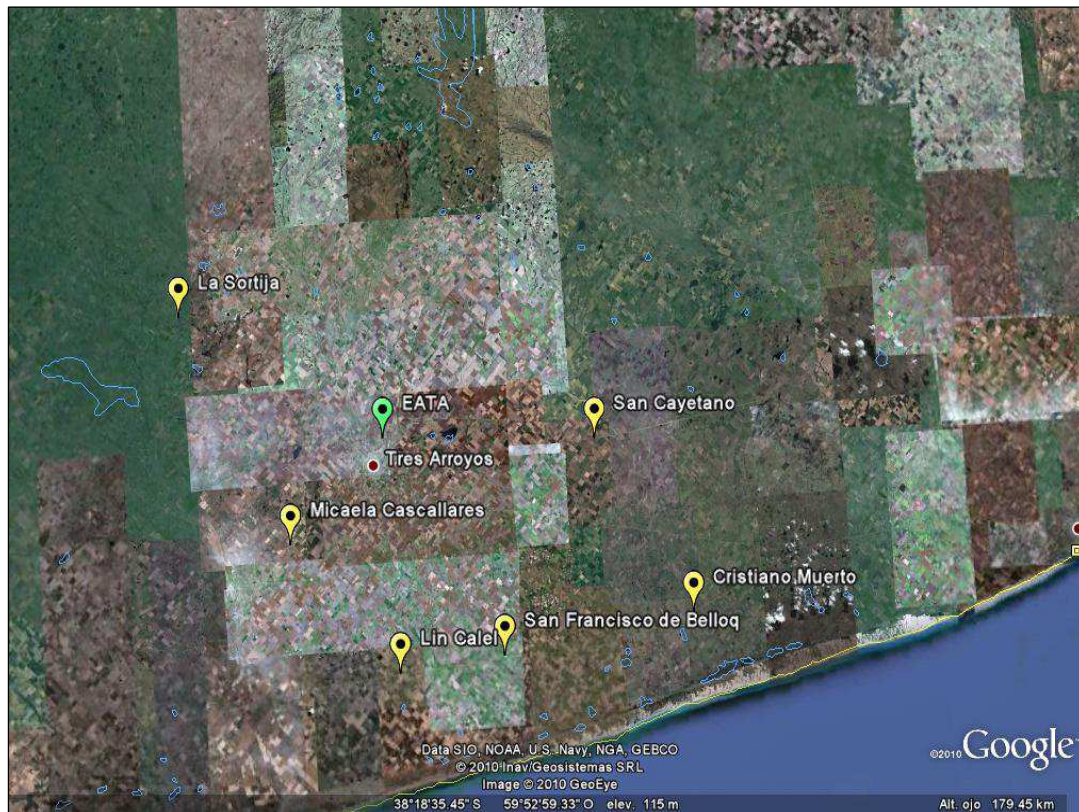 La Sortija
EATA
San Cayetano
Tres Arroyos
Micaela Cascallares
Cristiano Muerto
San Francisco de Belloq
Lin Calel
Data SIO, NOAA, U.S. Navy, NGA, GEBCO
© 2010 Inav/Geosistemas SRL
Image © 2010 GeoEye
©2010 Google
38°18'35.45" S 59°52'59.33" O elev. 115 m Alt. ojo 179.45 km